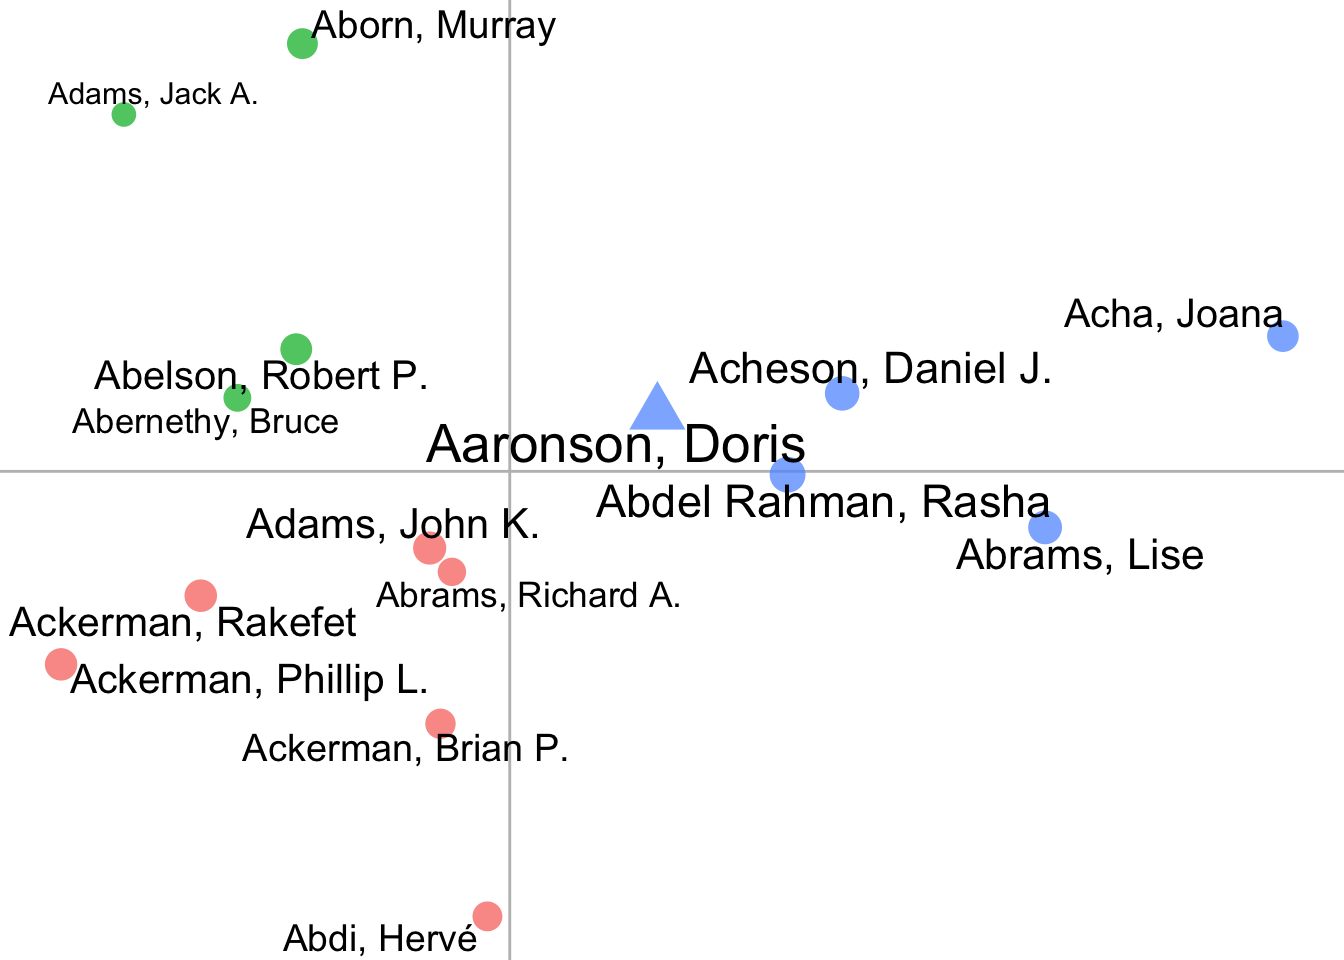 Aborn, Murray
Adams, Jack A.
Acha, Joana
Acheson, Daniel J.
Abelson, Robert P.
Abernethy, Bruce
Aaronson, Doris
Abdel Rahman, Rasha
Adams, John K.
Abrams, Lise
Abrams, Richard A.
Ackerman, Rakefet
Ackerman, Phillip L.
Ackerman, Brian P.
Abdi, Hervé